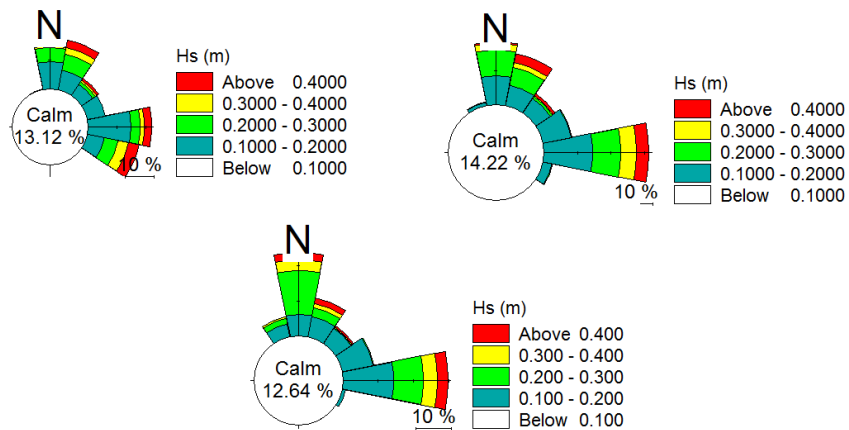 N
Calm
13.12 %
10 %
Hs (m)
Above 0.4000
0.3000 - 0.4000
0.2000 - 0.3000
0.1000 - 0.2000
Below 0.1000
N
Calm
14.22 %
10 %
Hs (m)
Above 0.4000
0.3000 - 0.4000
0.2000 - 0.3000
0.1000 - 0.2000
Below 0.1000
N
Calm
12.64 %
10 %
Hs (m)
Above 0.400
0.300 - 0.400
0.200 - 0.300
0.100 - 0.200
Below 0.100